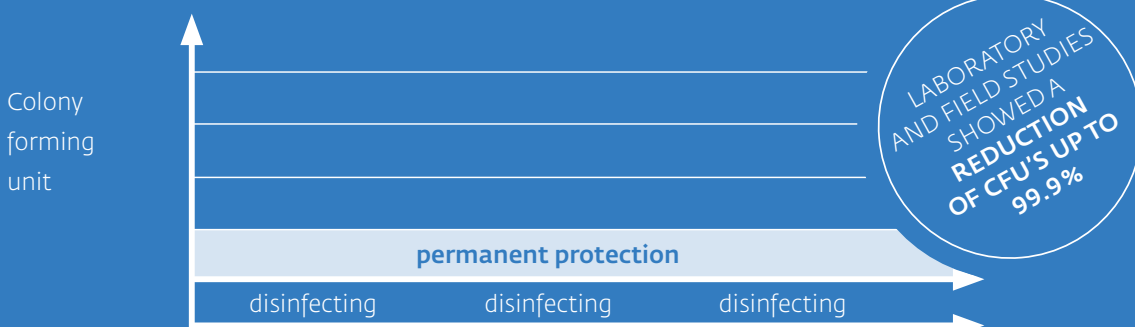 Colony
forming
unit
LABORATORY
AND FIELD STUDIES
SHOWED A
REDUCTION
OF CFU'S UP TO
99.9%
permanent protection
disinfecting disinfecting disinfecting